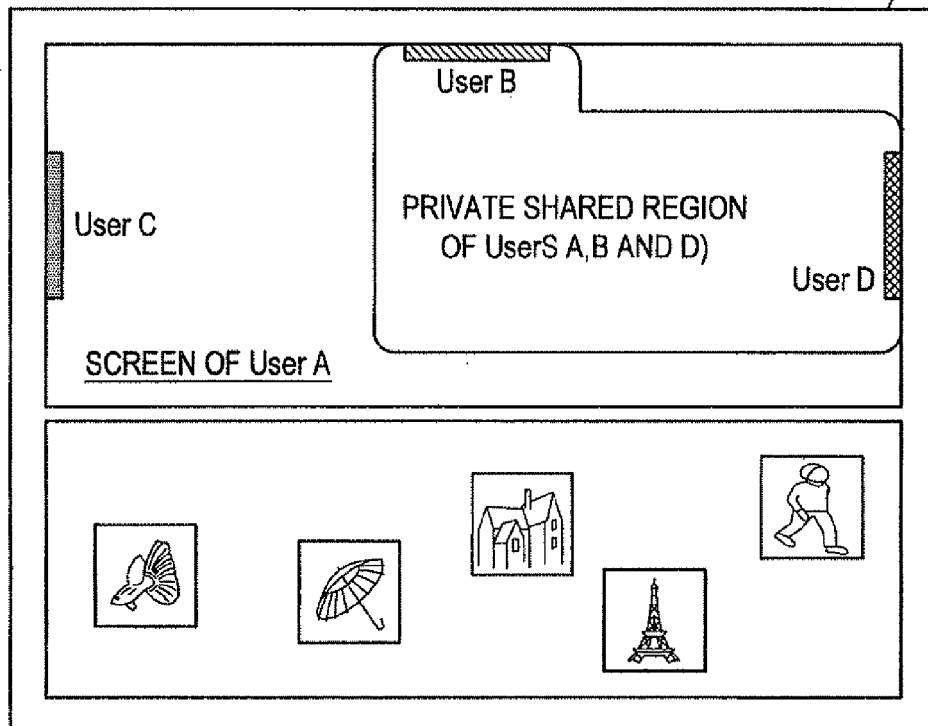 User B
User C
PRIVATE SHARED REGION
OF UserS A,B AND D)
User D
SCREEN OF User A